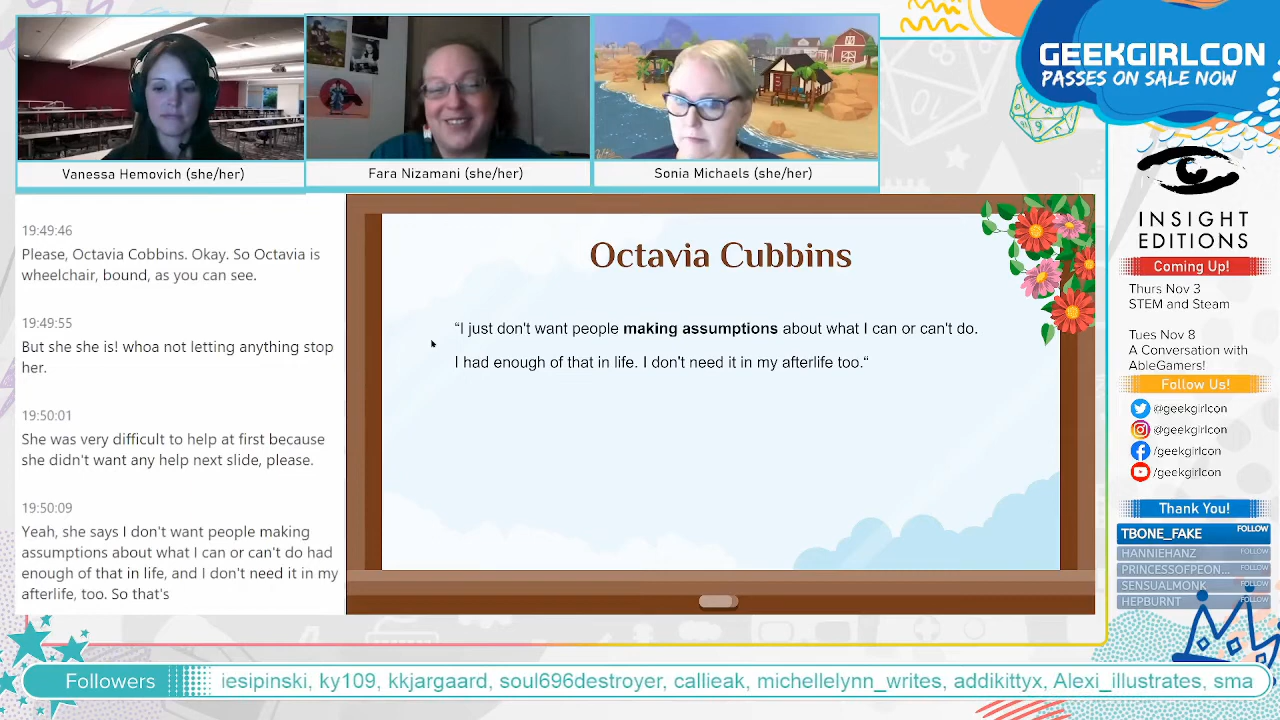 GEEKGIRLCON
PASSES ON SALE NOW
Vanessa Hemovich (she/her)
Fara Nizamani (she/her)
Sonia Michaels (she/her)
19:49:46
Please, Octavia Cobbins. Okay. So Octavia is
wheelchair, bound, as you can see.
19:49:55
But she she is! whoa not letting anything stop
her.
19:50:01
She was very difficult to help at first because
she didn't want any help next slide, please.
19:50:09
Yeah, she says I don't want people making
assumptions about what I can or can't do had
enough of that in life, and I don't need it in my
afterlife, too. So that's
Octavia Cubbins
“I just don't want people making assumptions about what I can or can't do.
I had enough of that in life. I don't need it in my afterlife too.“
INSIGHT
EDITIONS
Coming Up!
Thurs Nov 3
STEM and Steam
Tues Nov 8
A Conversation with
AbleGamers!
Follow Us!
@geekgirlcon
@geekgirlcon
/geekgirlcon
/geekgirlcon
Thank You!
TBONE_FAKE FOLLOW
HANNIEHANZ FOLLOW
PRINCESSOFPEON... FOLLOW
SENSUALMONK FOLLOW
HEPBURNT FOLLOW
Followers iesipinski, ky109, kkjargaard, soul696destroyer, callieak, michellelynn_writes, addikittyx, Alexi_illustrates, sma